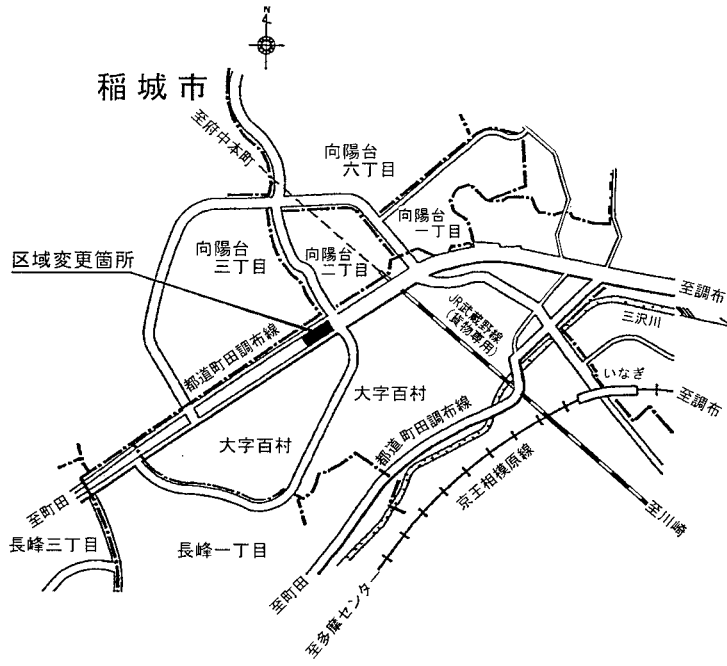 N
稲城市
至府中本町
向陽台
六丁目
向陽台
一丁目
向陽台
三丁目
向陽台
二丁目
区域変更箇所
至調布
JR武蔵野線
(貨物専用)
三沢川
都道町田調布線
いなぎ
大字百村
至調布
大字百村
都道町田調布線
京王相模原線
至町田
至川崎
長峰三丁目
長峰一丁目
至町田
至多摩センター